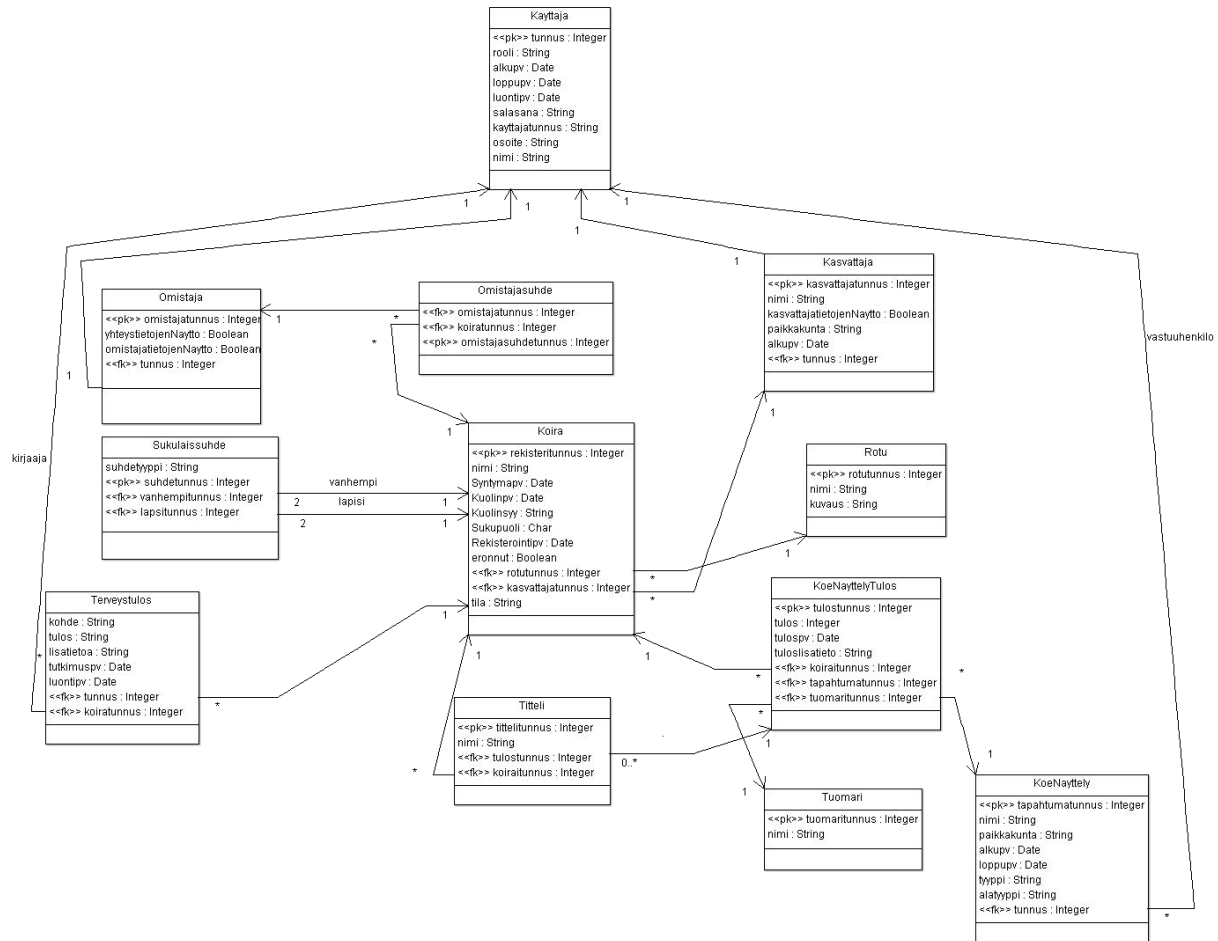 Kayttaja
<<pk>> tunnus : Integer
rooli : String
alkupv : Date
loppupv : Date
luontipv : Date
salasana : String
kayttajatunnus : String
osoite : String
nimi : String
1
1
1
1
1
Kasvattaja
<<pk>> kasvattajatunnus : Integer
nimi : String
kasvattajatietojenNaytto : Boolean
paikkakunta : String
alkupv : Date
<<fk>> tunnus : Integer
Omistaja
<<pk>> omistajatunnus : Integer
yhteystietojenNaytto : Boolean
omistajatietojenNaytto : Boolean
<<fk>> tunnus : Integer
1
1
*
*
Omistajasuhde
<<fk>> omistajatunnus : Integer
<<fk>> koiratunnus : Integer
<<pk>> omistajasuhdetunnus : Integer
vastuuhenkilo
kirjaaja
1
1
Sukulaissuhde
suhdetyyppi : String
<<pk>> suhdetunnus : Integer
<<fk>> vanhempitunnus : Integer
<<fk>> lapsitunnus : Integer
vanhempi
2
1
lapisi
2
1
Koira
<<pk>> rekisteritunnus : Integer
nimi : String
Syntymapv : Date
Kuolinpv : Date
Kuolinsyy : String
Sukupuoli : Char
Rekisterointipv : Date
eronnut : Boolean
<<fk>> rotutunnus : Integer
<<fk>> kasvattajatunnus : Integer
tila : String
Rotu
<<pk>> rotutunnus : Integer
nimi : String
kuvaus : Sring
1
*
*
Terveystulos
kohde : String
tulos : String
lisatietoa : String
tutkimuspv : Date
luontipv : Date
<<fk>> tunnus : Integer
<<fk>> koiratunnus : Integer
*
*
1
1
1
KoeNayttelyTulos
<<pk>> tulostunnus : Integer
tulos : Integer
tulospv : Date
tuloslisatieto : String
<<fk>> koiraitunnus : Integer
<<fk>> tapahtumatunnus : Integer
<<fk>> tuomaritunnus : Integer
*
*
*
Titteli
<<pk>> tittelitunnus : Integer
nimi : String
<<fk>> tulostunnus : Integer
<<fk>> koiraitunnus : Integer
*
0..*
1
1
1
Tuomari
<<pk>> tuomaritunnus : Integer
nimi : String
KoeNayttely
<<pk>> tapahtumatunnus : Integer
nimi : String
paikkakunta : String
alkupv : Date
loppupv : Date
tyyppi : String
alatyyppi : String
<<fk>> tunnus : Integer
*